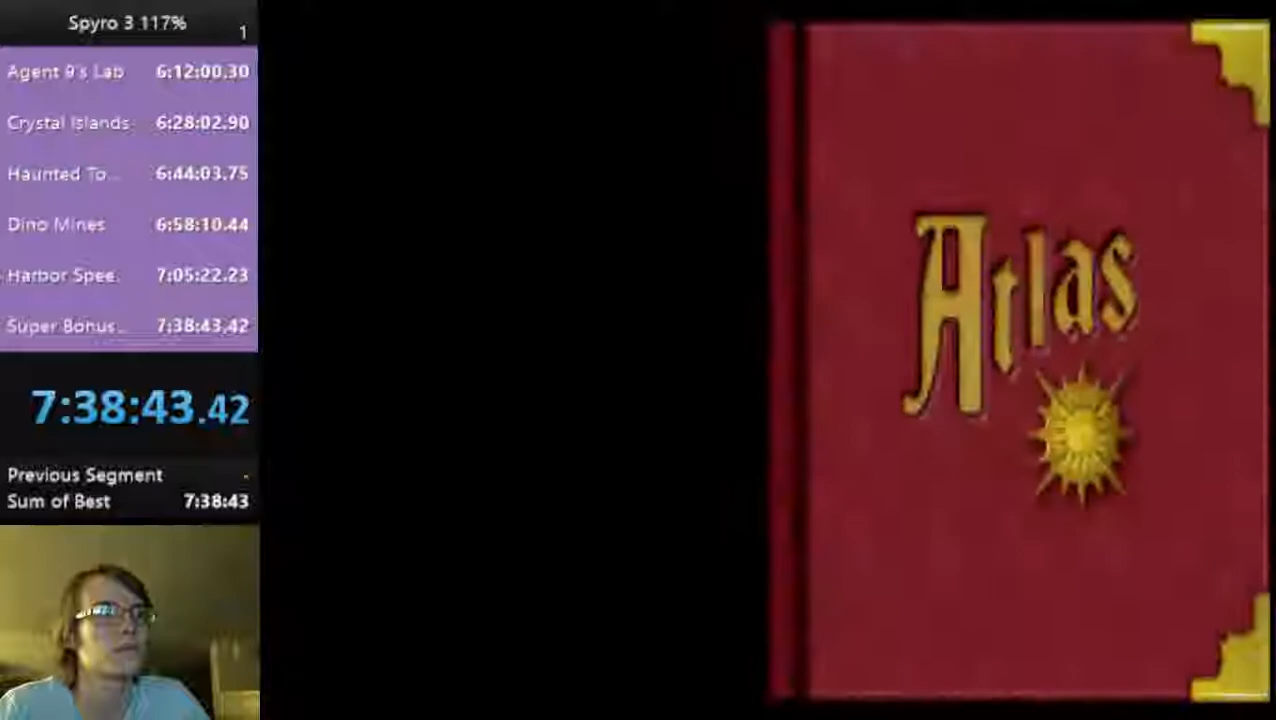 Spyro 3 117%
1
Agent 9's Lab 6:12:00.30
Crystal Islands 6:28:02.90
Haunted To... 6:44:03.75
Dino Mines 6:58:10.44
Harbor Spee... 7:05:22.23
Super Bonus... 7:38:43.42
7:38:43.42
Previous Segment -
Sum of Best 7:38:43
Atlas